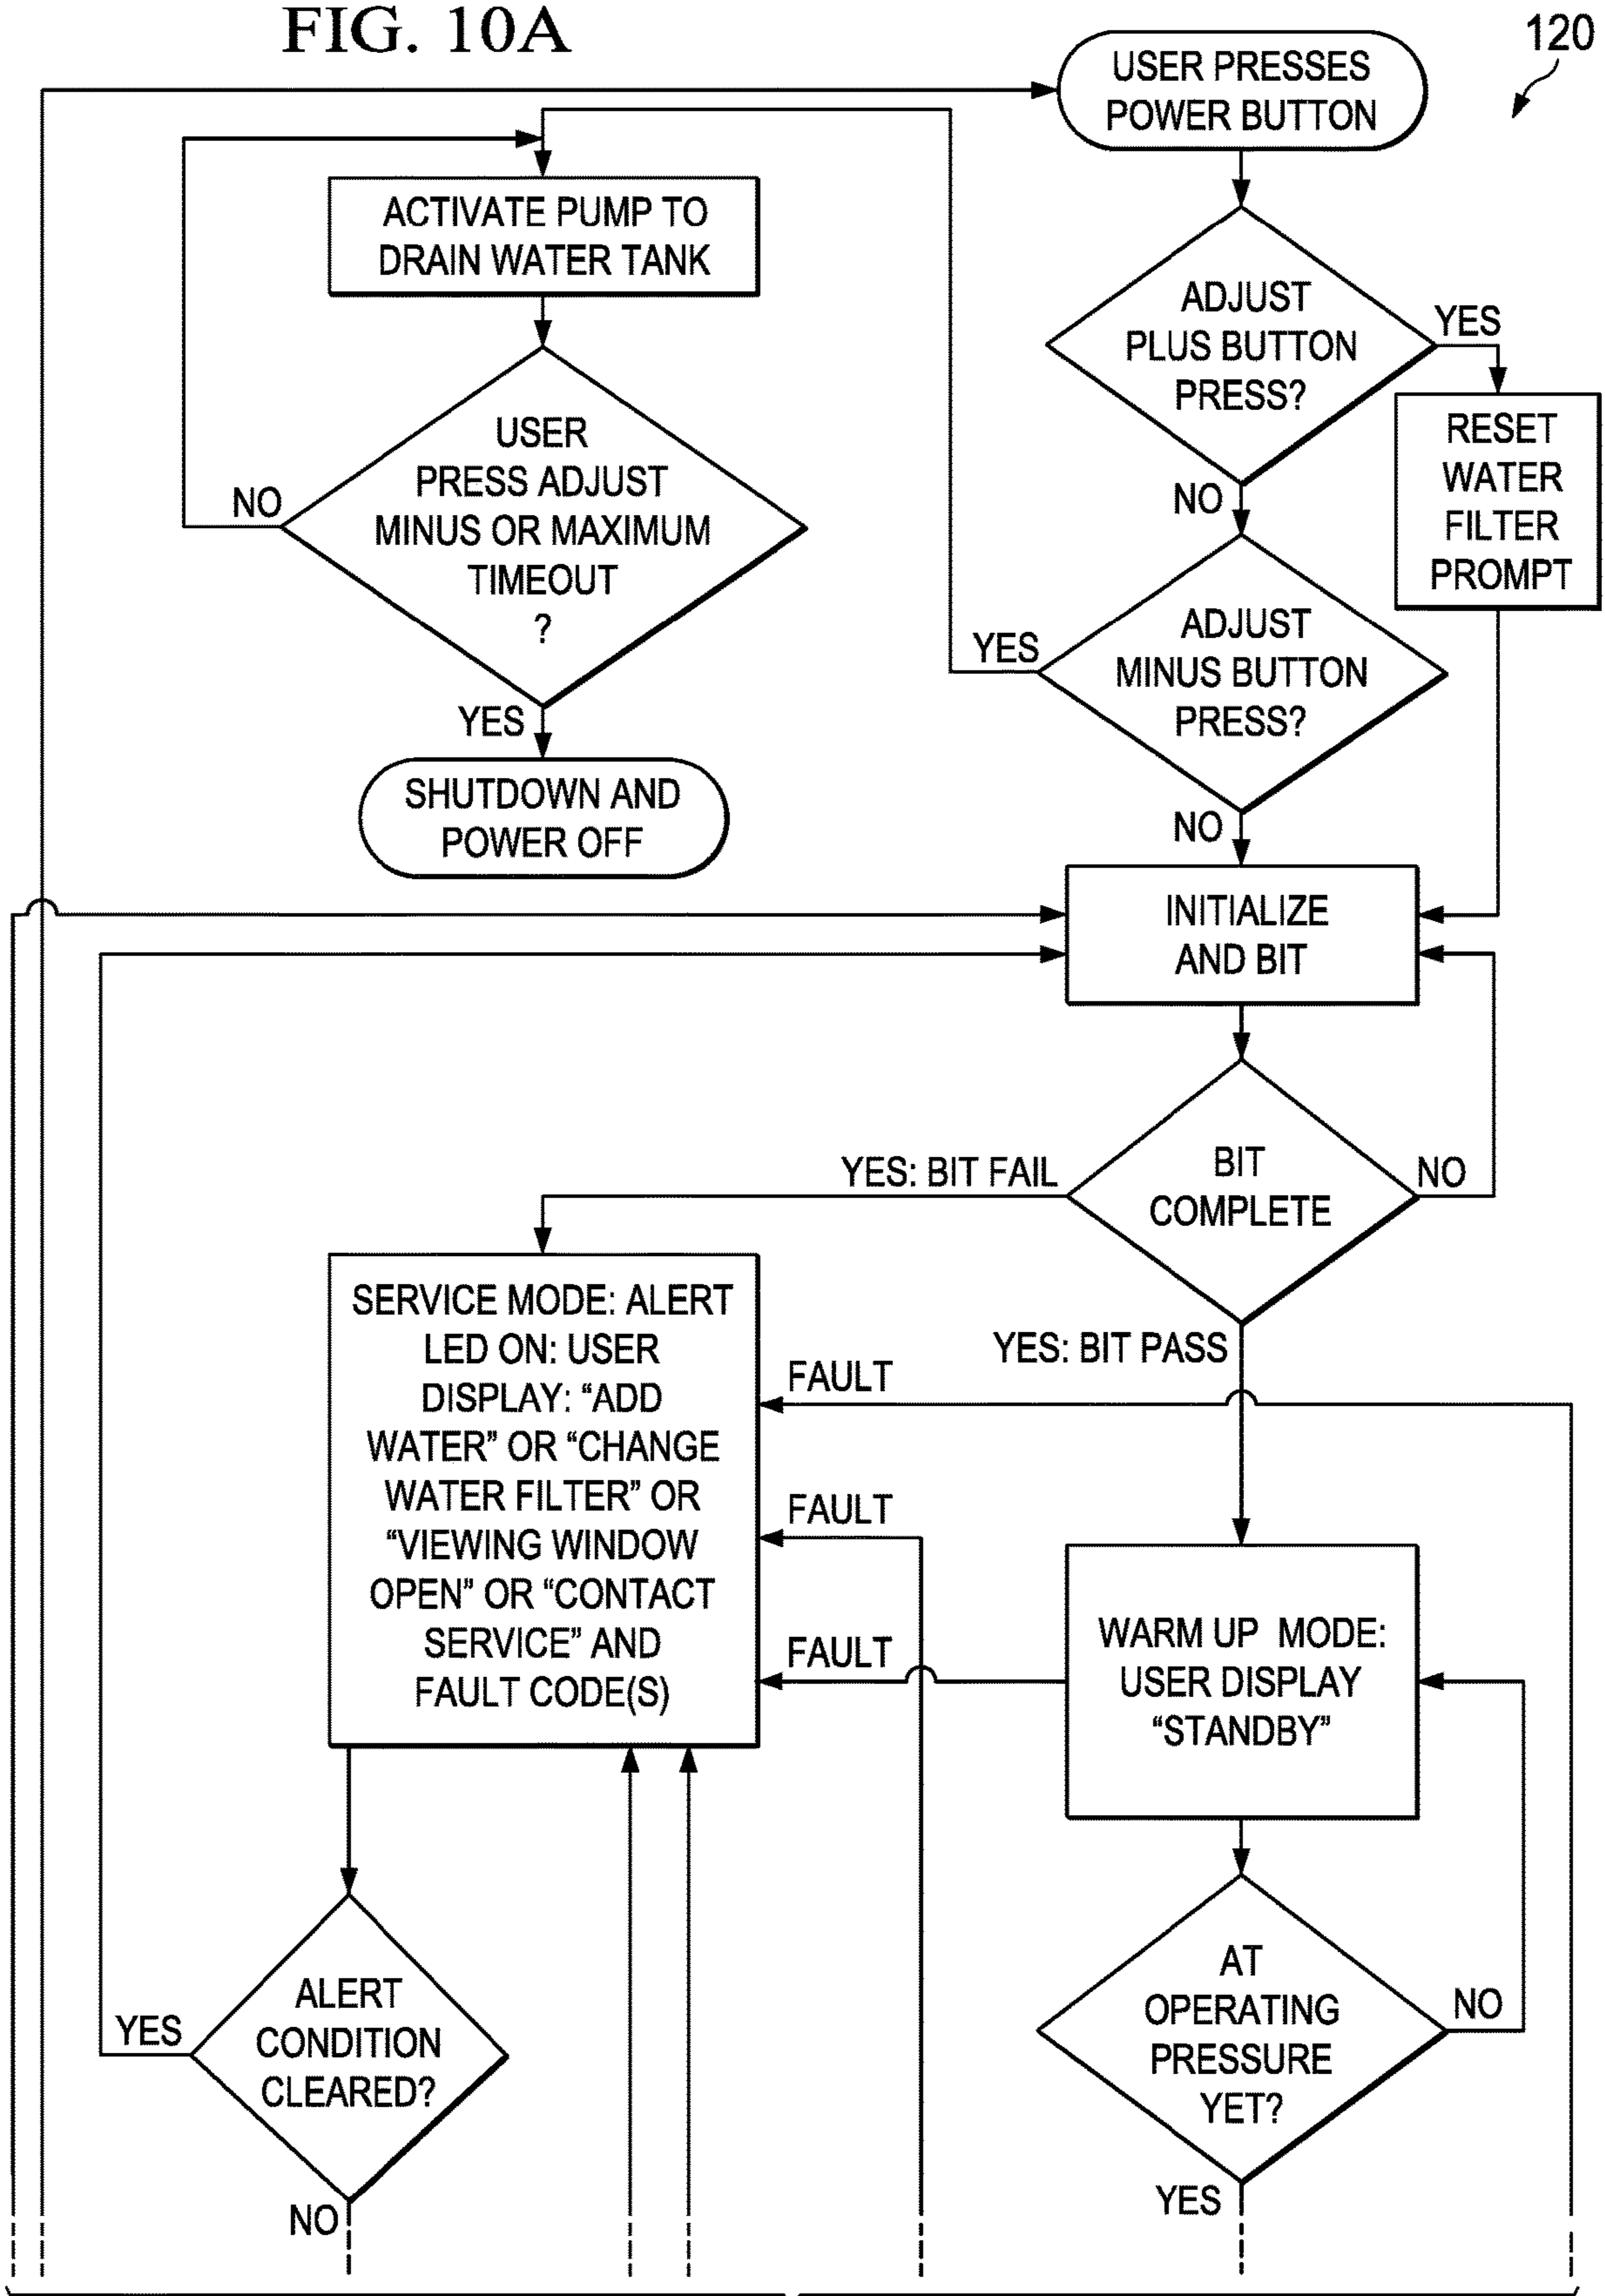 FIG. 10A
120
USER PRESSES
POWER BUTTON
ACTIVATE PUMP TO
DRAIN WATER TANK
ADJUST
PLUS BUTTON
PRESS?
YES
NO
RESET
WATER
FILTER
PROMPT
USER
PRESS ADJUST
MINUS OR MAXIMUM
TIMEOUT
?
NO
YES
ADJUST
MINUS BUTTON
PRESS?
YES
NO
SHUTDOWN AND
POWER OFF
INITIALIZE
AND BIT
BIT
COMPLETE
NO
YES: BIT FAIL
YES: BIT PASS
SERVICE MODE: ALERT
LED ON: USER
DISPLAY: “ADD
WATER” OR “CHANGE
WATER FILTER” OR
“VIEWING WINDOW
OPEN” OR “CONTACT
SERVICE” AND
FAULT CODE(S)
FAULT
FAULT
FAULT
WARM UP MODE:
USER DISPLAY
“STANDBY”
ALERT
CONDITION
CLEARED?
YES
NO
AT
OPERATING
PRESSURE
YET?
NO
YES